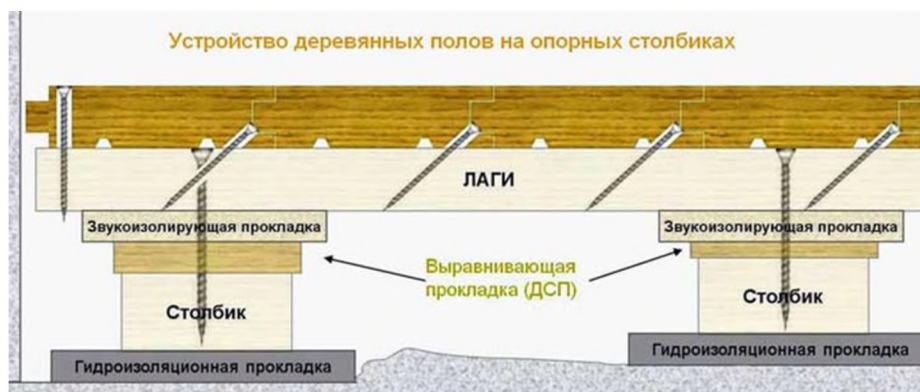 Устройство деревянных полов на опорных столбиках
ЛАГИ
Звукоизолирующая прокладка
Звукоизолирующая прокладка
Выравнивающая
прокладка (ДСП)
Столбик
Столбик
Гидроизоляционная прокладка
Гидроизоляционная прокладка